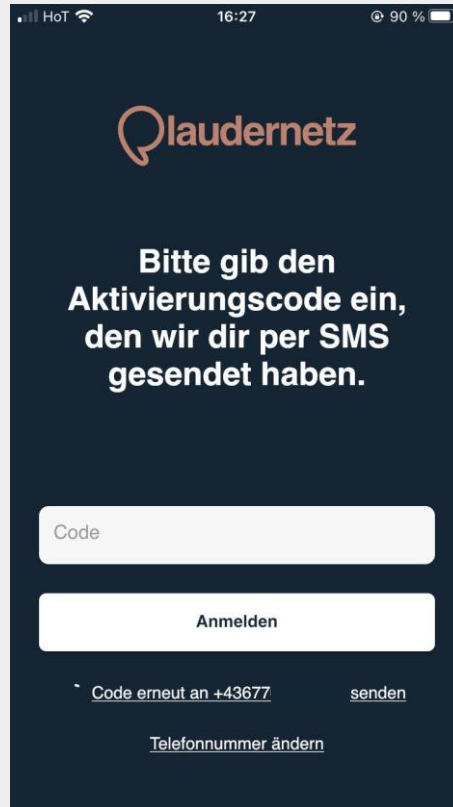 HoT 16:27 90 %
Plaudernetz
Bitte gib den
Aktivierungscode ein,
den wir dir per SMS
gesendet haben.
Code
Anmelden
Code erneut an +43677 senden
Telefonnummer ändern